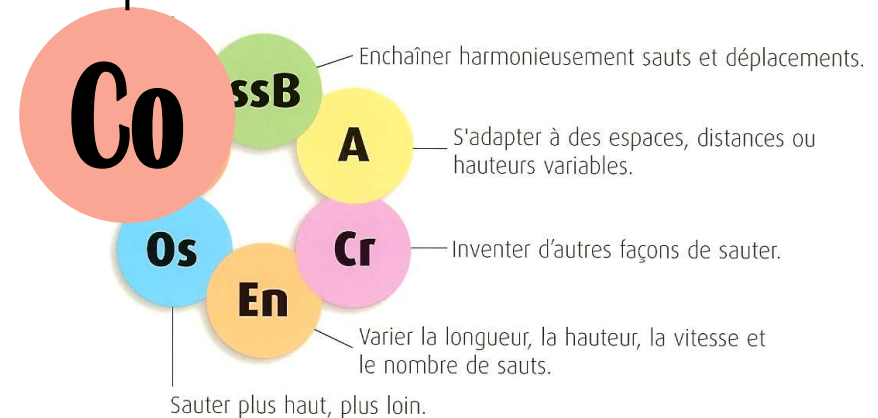 Co
ssB
Enchaîner harmonieusement sauts et déplacements.
A
S'adapter à des espaces, distances ou
hauteurs variables.
Os
Cr
Inventer d’autres façons de sauter.
En
Varier la longueur, la hauteur, la vitesse et
le nombre de sauts.
Sauter plus haut, plus loin.